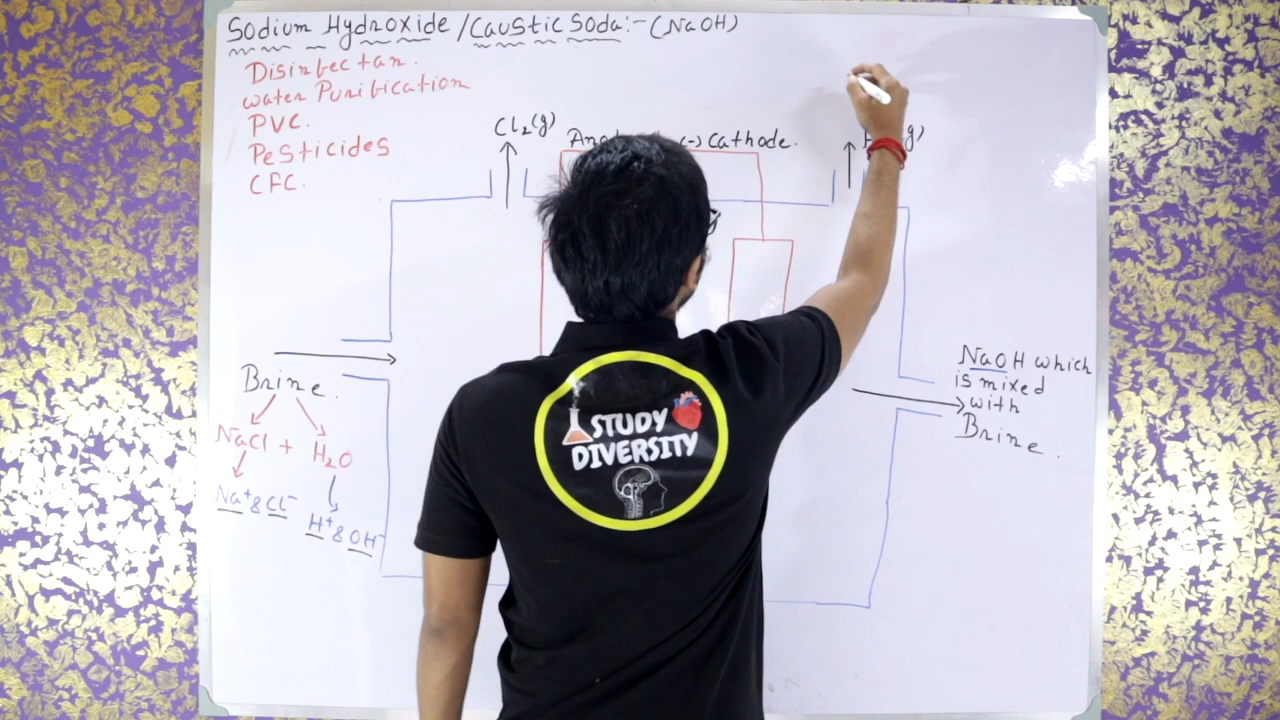 Sodium Hydroxide / Caustic Soda :- (NaOH)
Disinfectan.
water Purification
PVC.
Pesticides
CFC.
Cl₂(g)
(-) Cathode.
Brine.
NaCl + H₂O
Na⁺ & Cl⁻
H⁺ & OH⁻
NaOH which
is mixed
with
Brine.
STUDY
DIVERSITY